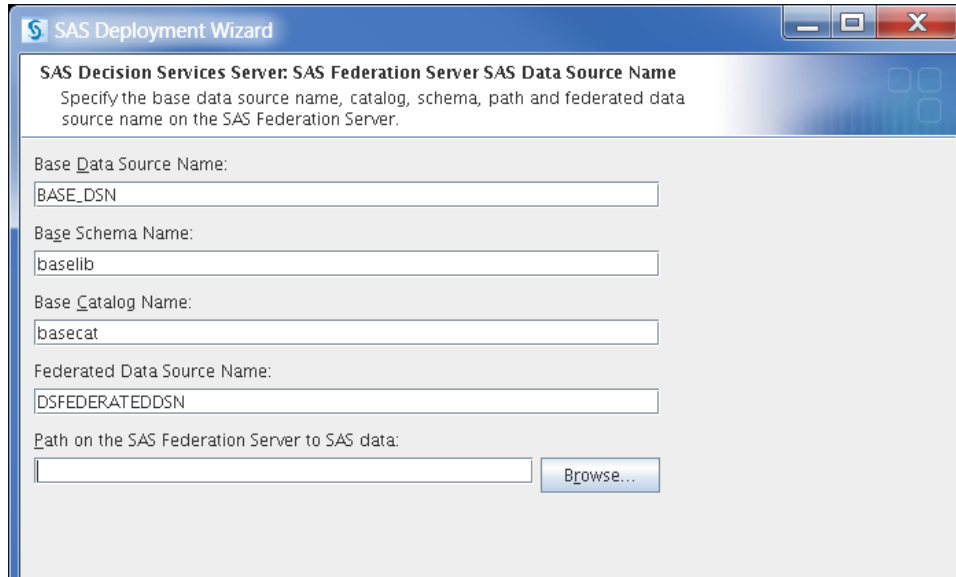 SAS Deployment Wizard
SAS Decision Services Server: SAS Federation Server SAS Data Source Name
Specify the base data source name, catalog, schema, path and federated data
source name on the SAS Federation Server.
Base Data Source Name:
BASE_DSN
Base Schema Name:
baselib
Base Catalog Name:
basecat
Federated Data Source Name:
DSFEDERATEDDSN
Path on the SAS Federation Server to SAS data:
Browse...